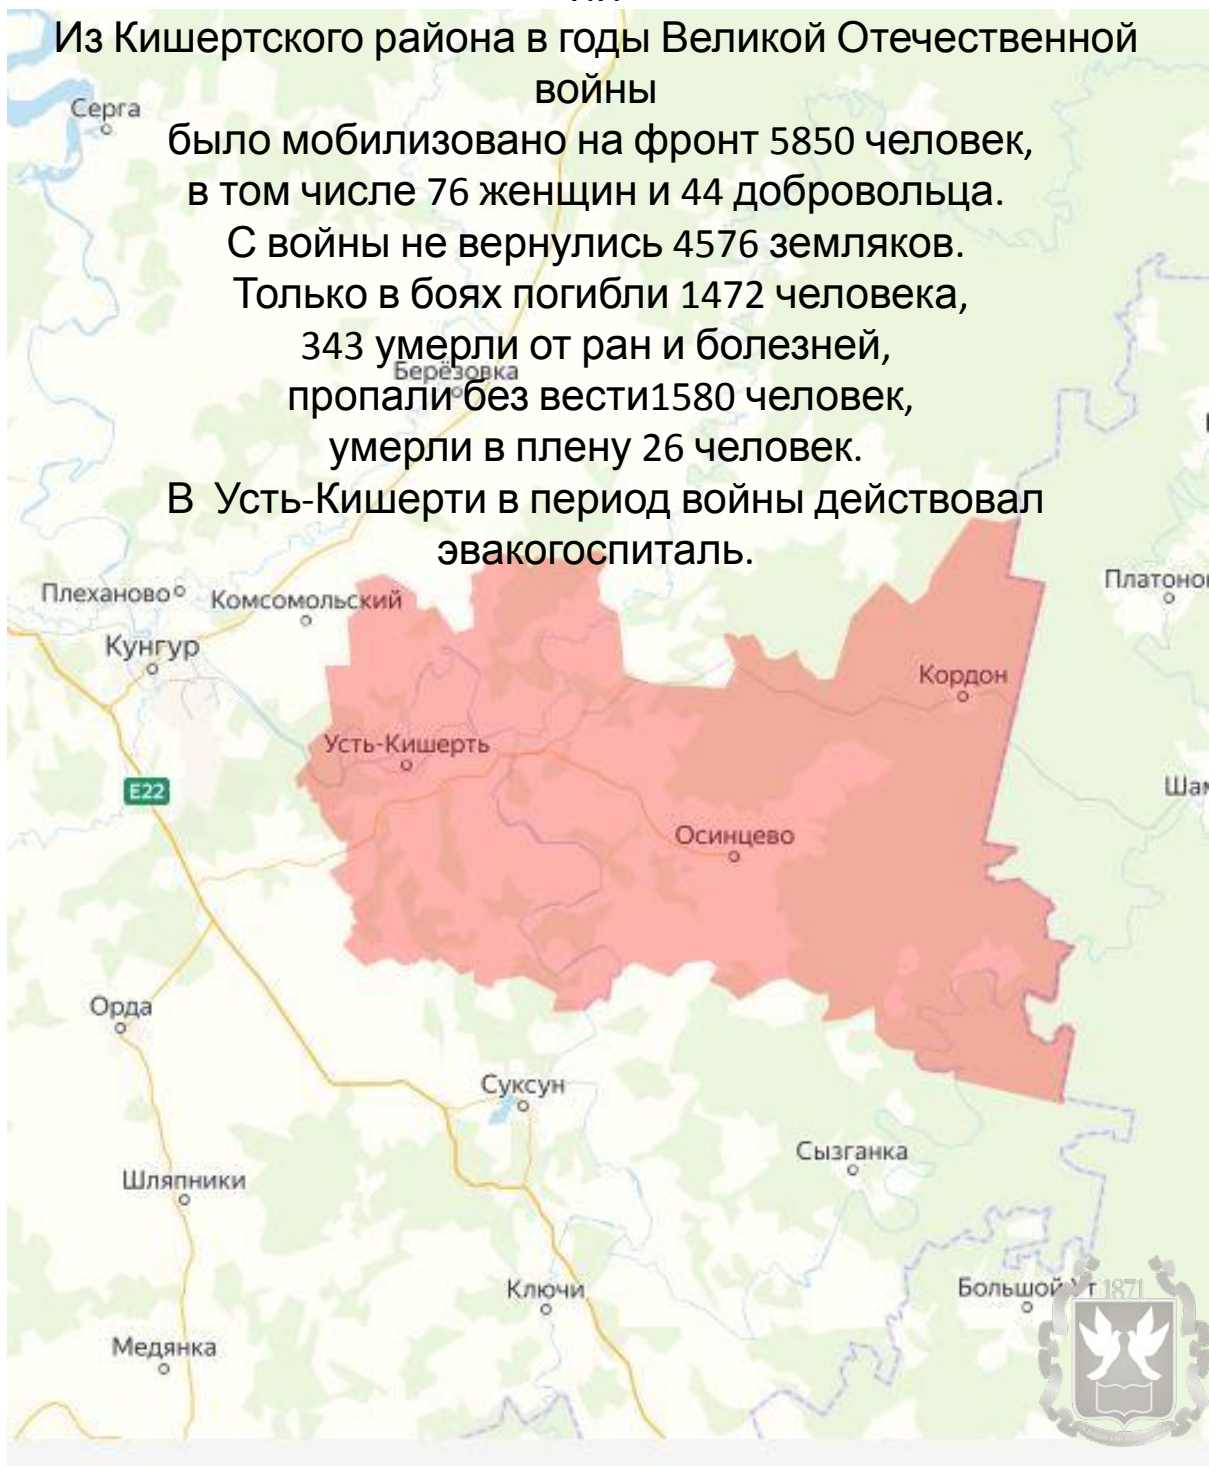 Из Кишертского района в годы Великой Отечественной
войны
было мобилизовано на фронт 5850 человек,
в том числе 76 женщин и 44 добровольца.
С войны не вернулись 4576 земляков.
Только в боях погибли 1472 человека,
343 умерли от ран и болезней,
пропали без вести1580 человек,
умерли в плену 26 человек.
В Усть-Кишерти в период войны действовал
эвакогоспиталь.
Серга
Берёзовка
Плеханово
Комсомольский
Кунгур
Кордон
Усть-Кишерть
E22
Осинцево
Орда
Суксун
Сызганка
Шляпники
Ключи
Большой
1871
Медянка